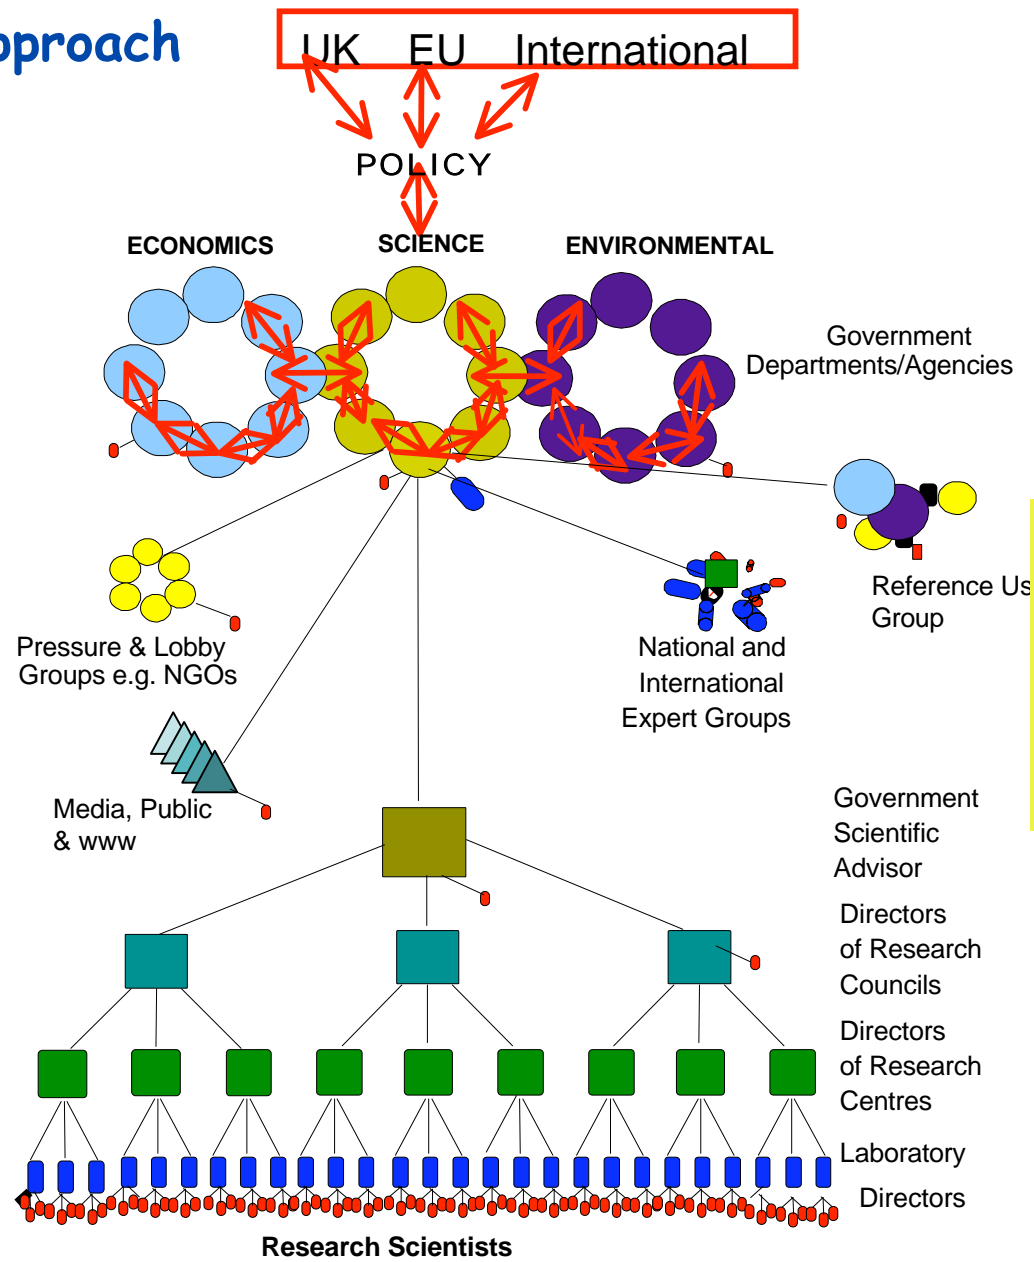 pproach
UK EU International
POLICY
ECONOMICS SCIENCE ENVIRONMENTAL
Government
Departments/Agencies
Reference Us
Group
Pressure & Lobby
Groups e.g. NGOs
National and
International
Expert Groups
Media, Public
& www
Government
Scientific
Advisor
Directors
of Research
Councils
Directors
of Research
Centres
Laboratory
Directors
Research Scientists